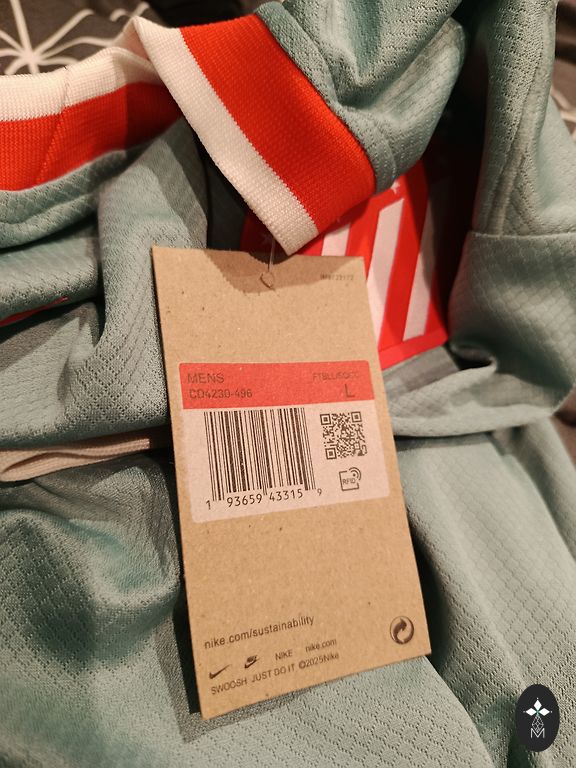 MENS
CD4230-496
L
1 93659 43315 9
RFID
nike.com/sustainability
NIKE nike.com
SWOOSH JUST DO IT ©2025Nike
M